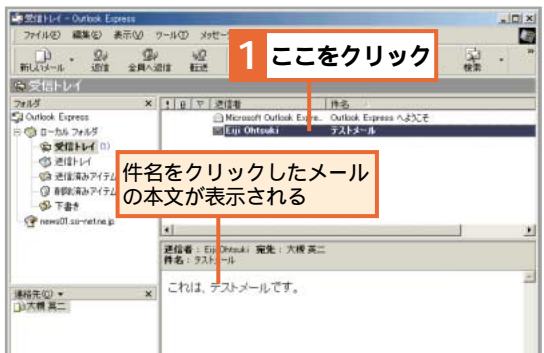 受信トレイ - Outlook Express
ファイル(F) 編集(E) 表示(V) ツール(T) メッセ
新しいメール 返信 全員へ返信 転送 検索
1 ここをクリック
受信トレイ
フォルダ × ! 送信者 件名
Outlook Express Microsoft Outlook Expre.. Outlook Express へようこそ
ローカル フォルダ Eiji Ohtsuki テストメール
受信トレイ (1)
送信トレイ
送信済みアイテム
削除済みアイテム
下書き
news01.so-net.ne.jp
件名をクリックしたメール
の本文が表示される
送信者: Eiji Ohtsuki 宛先: 大槻 英二
件名: テストメール
これは、テストメールです。
連絡先(C) ×
大槻 英二